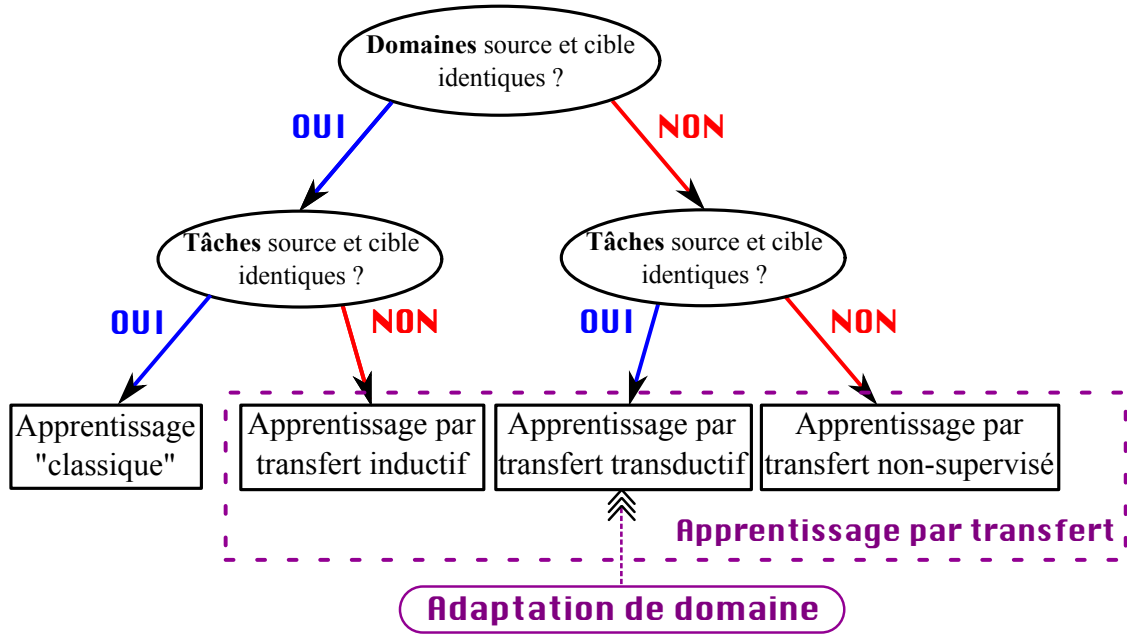 Domaines source et cible
identiques ?
OUI
NON
Tâches source et cible
identiques ?
Tâches source et cible
identiques ?
OUI
NON
OUI
NON
Apprentissage
"classique"
Apprentissage par
transfert inductif
Apprentissage par
transfert transductif
Apprentissage par
transfert non-supervisé
Apprentissage par transfert
Adaptation de domaine